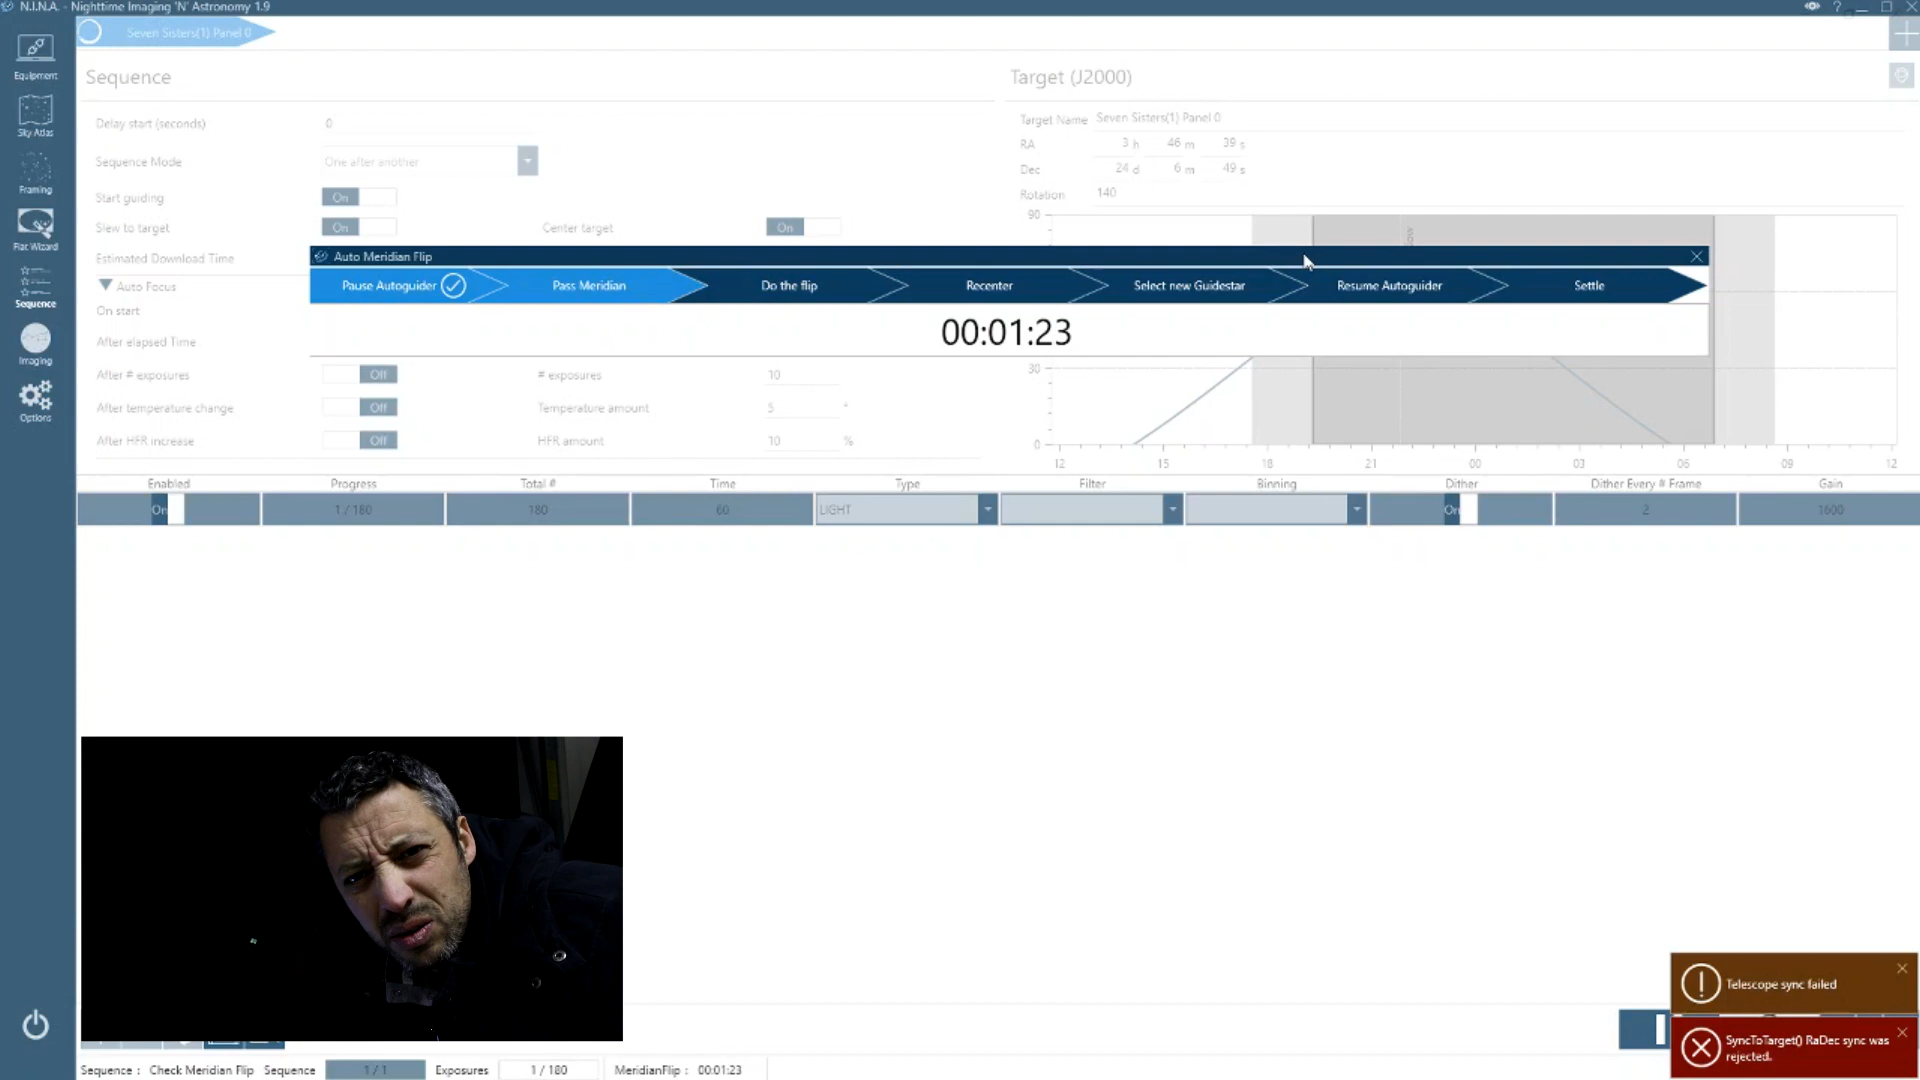 N.I.N.A. - Nighttime Imaging 'N' Astronomy 1.9
Seven Sisters(1) Panel 0
Equipment
Sky Atlas
Framing
Flat Wizard
Sequence
Imaging
Options
Sequence
Delay start (seconds) 0
Sequence Mode One after another
Start guiding On
Slew to target On Center target On
Estimated Download Time
Auto Focus
On start
After elapsed Time
After # exposures Off # exposures 10
After temperature change Off Temperature amount 5 °
After HFR increase Off HFR amount 10 %
Target (J2000)
Target Name Seven Sisters(1) Panel 0
RA 3 h 46 m 39 s
Dec 24 d 6 m 49 s
Rotation 140
90
30
0
12 15 18 21 00 03 06 09 12
Auto Meridian Flip
Pause Autoguider Pass Meridian Do the flip Recenter Select new Guidestar Resume Autoguider Settle
00:01:23
Enabled Progress Total # Time Type Filter Binning Dither Dither Every # Frame Gain
On 1 / 180 180 60 LIGHT On 2 1600
Telescope sync failed
SyncToTarget() RaDec sync was
rejected.
Sequence : Check Meridian Flip Sequence 1 / 1 Exposures 1 / 180 MeridianFlip : 00:01:23